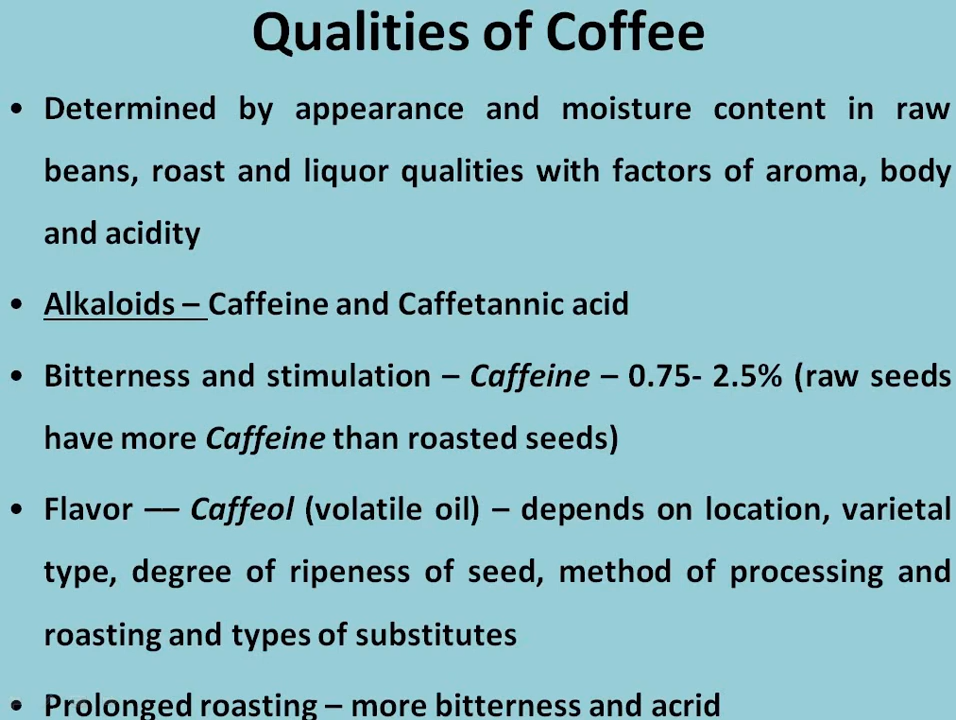 Qualities of Coffee
• Determined by appearance and moisture content in raw
beans, roast and liquor qualities with factors of aroma, body
and acidity
• Alkaloids – Caffeine and Caffetannic acid
• Bitterness and stimulation – Caffeine – 0.75- 2.5% (raw seeds
have more Caffeine than roasted seeds)
• Flavor –– Caffeol (volatile oil) – depends on location, varietal
type, degree of ripeness of seed, method of processing and
roasting and types of substitutes
• Prolonged roasting – more bitterness and acrid